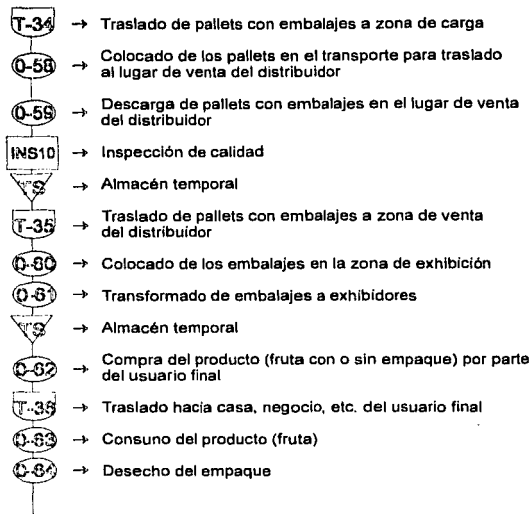 T-34 → Traslado de pallets con embalajes a zona de carga
O-58 → Colocado de los pallets en el transporte para traslado
al lugar de venta del distribuidor
O-59 → Descarga de pallets con embalajes en el lugar de venta
del distribuidor
INS10 → Inspección de calidad
TS → Almacén temporal
T-35 → Traslado de pallets con embalajes a zona de venta
del distribuidor
O-60 → Colocado de los embalajes en la zona de exhibición
O-61 → Transformado de embalajes a exhibidores
TS → Almacén temporal
O-62 → Compra del producto (fruta con o sin empaque) por parte
del usuario final
T-36 → Traslado hacia casa, negocio, etc. del usuario final
O-63 → Consuno del producto (fruta)
O-64 → Desecho del empaque